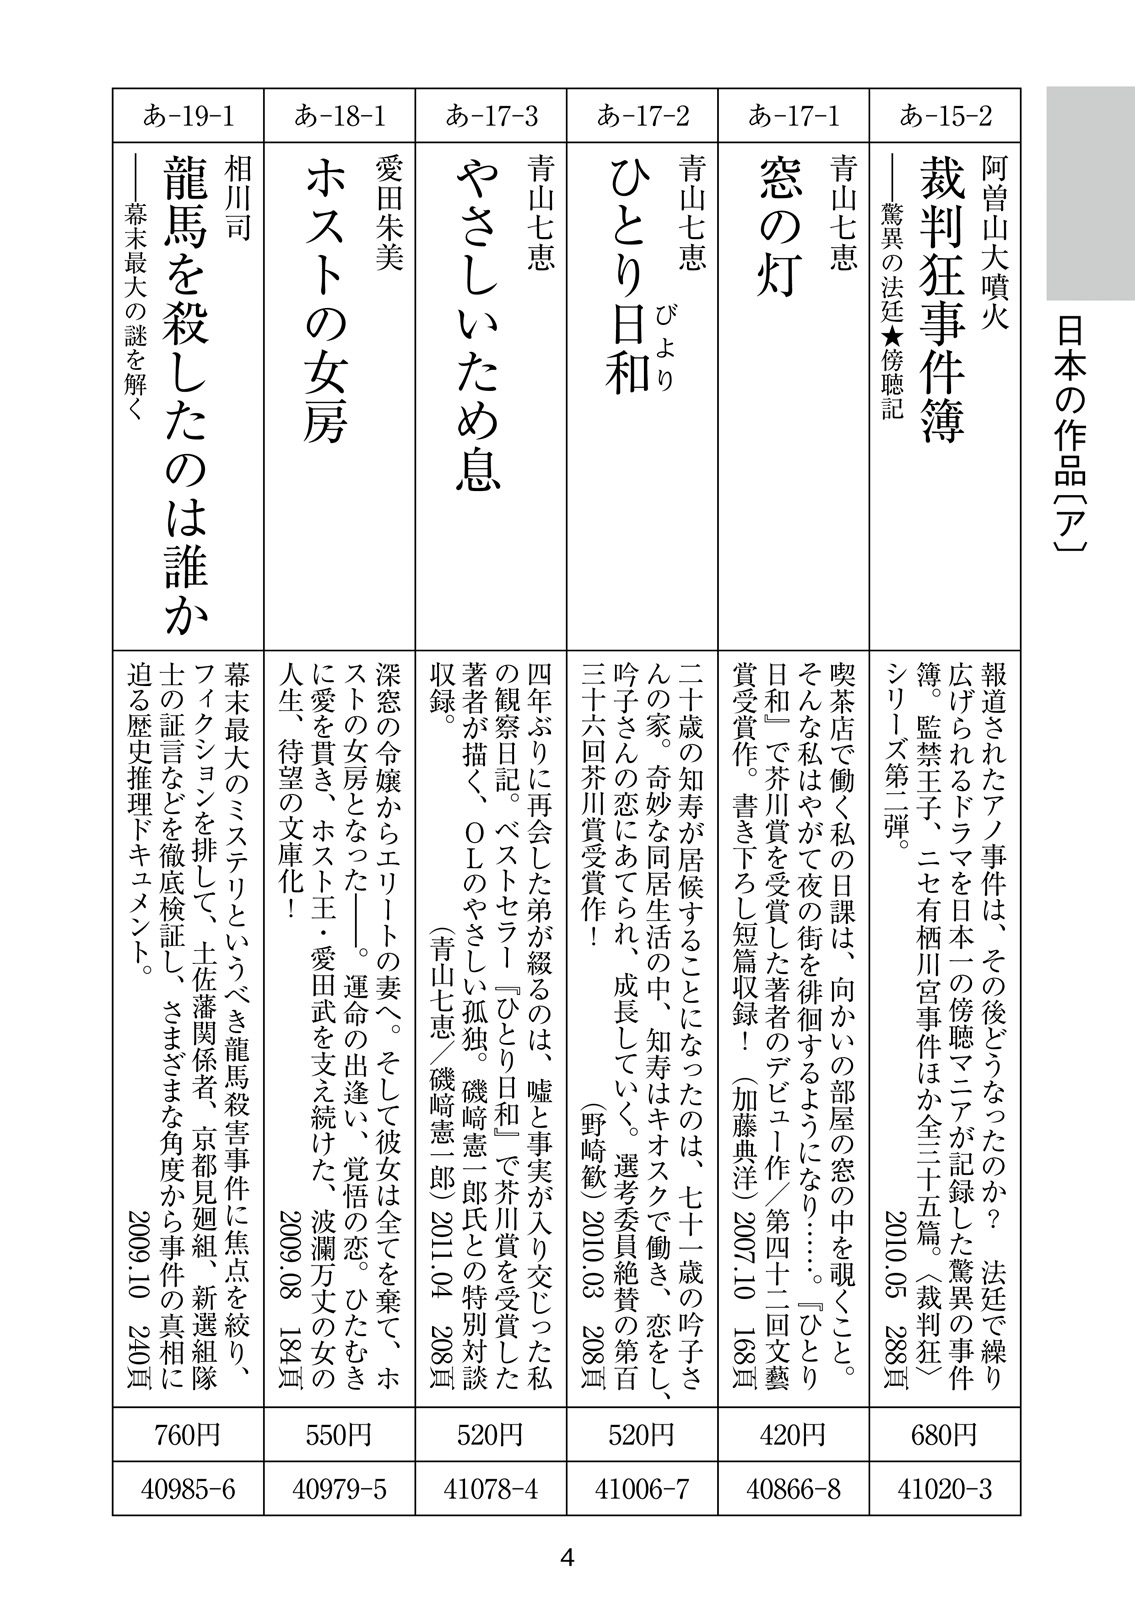 日本の作品〔ア〕
あ-15-2
阿曽山大噴火
裁判狂事件簿
──驚異の法廷★傍聴記
報道されたアノ事件は、その後どうなったのか？　法廷で繰り
広げられるドラマを日本一の傍聴マニアが記録した驚異の事件
簿。監禁王子、ニセ有栖川宮事件ほか全三十五篇。〈裁判狂〉
シリーズ第二弾。
2010.05　288頁
680円
41020-3
あ-17-1
青山七恵
窓の灯
喫茶店で働く私の日課は、向かいの部屋の窓の中を覗くこと。
そんな私はやがて夜の街を徘徊するようになり……。『ひとり
日和』で芥川賞を受賞した著者のデビュー作／第四十二回文藝
賞受賞作。書き下ろし短篇収録！　（加藤典洋）2007.10　168頁
420円
40866-8
あ-17-2
青山七恵
ひとり日和
びより
二十歳の知寿が居候することになったのは、七十一歳の吟子さ
んの家。奇妙な同居生活の中、知寿はキオスクで働き、恋をし、
吟子さんの恋にあてられ、成長していく。選考委員絶賛の第百
三十六回芥川賞受賞作！　（野崎歓）2010.03　208頁
520円
41006-7
あ-17-3
青山七恵
やさしいため息
四年ぶりに再会した弟が綴るのは、嘘と事実が入り交じった私
の観察日記。ベストセラー『ひとり日和』で芥川賞を受賞した
著者が描く、OLのやさしい孤独。磯﨑憲一郎氏との特別対談
収録。　（青山七恵／磯﨑憲一郎）2011.04　208頁
520円
41078-4
あ-18-1
愛田朱美
ホストの女房
深窓の令嬢からエリートの妻へ。そして彼女は全てを棄て、ホ
ストの女房となった──。運命の出逢い、覚悟の恋。ひたむき
に愛を貫き、ホスト王・愛田武を支え続けた、波瀾万丈の女の
人生、待望の文庫化！　2009.08　184頁
550円
40979-5
あ-19-1
相川司
龍馬を殺したのは誰か
──幕末最大の謎を解く
幕末最大のミステリというべき龍馬殺害事件に焦点を絞り、
フィクションを排して、土佐藩関係者、京都見廻組、新選組隊
士の証言などを徹底検証し、さまざまな角度から事件の真相に
迫る歴史推理ドキュメント。　2009.10　240頁
760円
40985-6
4